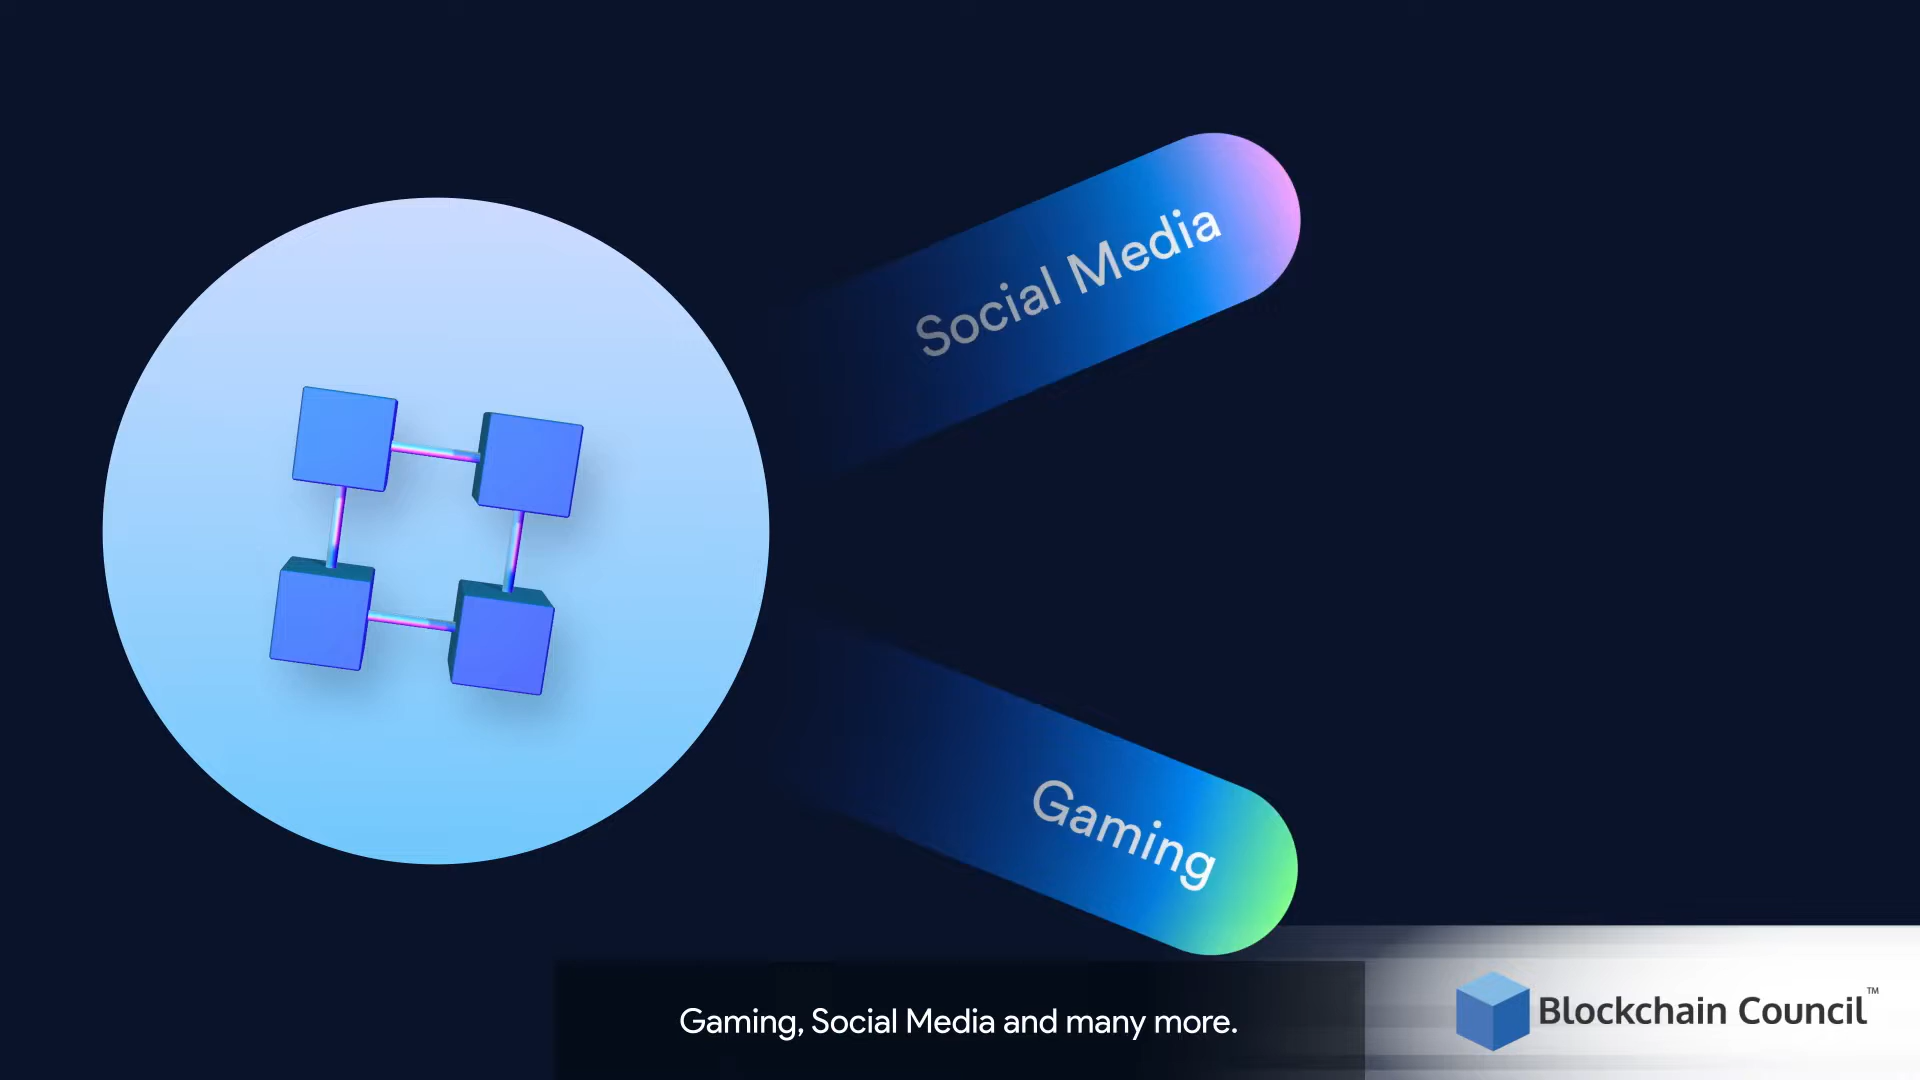 Social Media
Gaming
Gaming, Social Media and many more.
Blockchain Council™